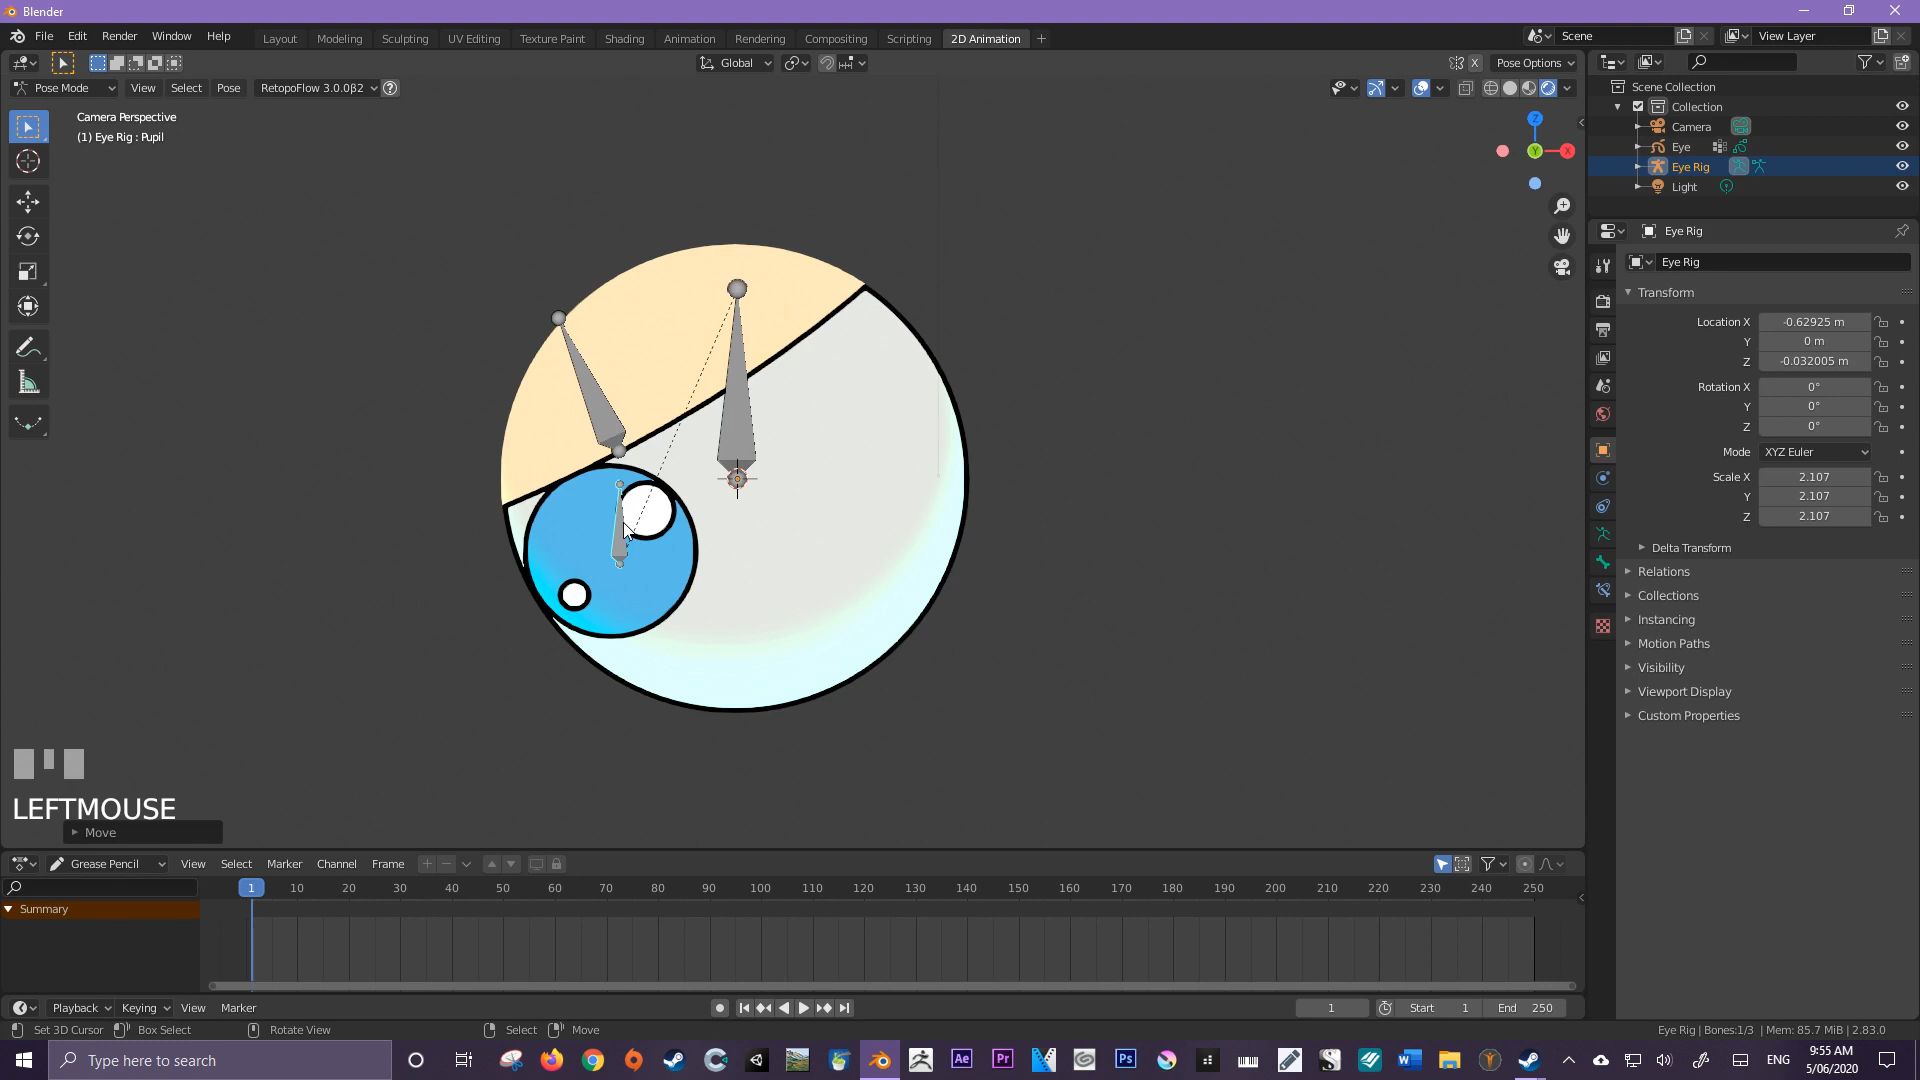 Blender
File Edit Render Window Help
Layout Modeling Sculpting UV Editing Texture Paint Shading Animation Rendering Compositing Scripting 2D Animation +
Scene View Layer
Global
X Pose Options
Pose Mode View Select Pose RetopoFlow 3.0.0β2 ?
Camera Perspective
(1) Eye Rig : Pupil
Z
Y
X
Scene Collection
Collection
Camera
Eye
Eye Rig
Light
Eye Rig
Eye Rig
Transform
Location X -0.62925 m
Y 0 m
Z -0.032005 m
Rotation X 0°
Y 0°
Z 0°
Mode XYZ Euler
Scale X 2.107
Y 2.107
Z 2.107
Delta Transform
Relations
Collections
Instancing
Motion Paths
Visibility
Viewport Display
Custom Properties
LEFTMOUSE
Move
Grease Pencil View Select Marker Channel Frame
1 10 20 30 40 50 60 70 80 90 100 110 120 130 140 150 160 170 180 190 200 210 220 230 240 250
Summary
Playback Keying View Marker
1 Start 1 End 250
Set 3D Cursor Box Select Rotate View Select Move
Eye Rig | Bones:1/3 | Mem: 85.7 MiB | 2.83.0
Type here to search
Ae Pr Ps
ENG
9:55 AM
5/06/2020